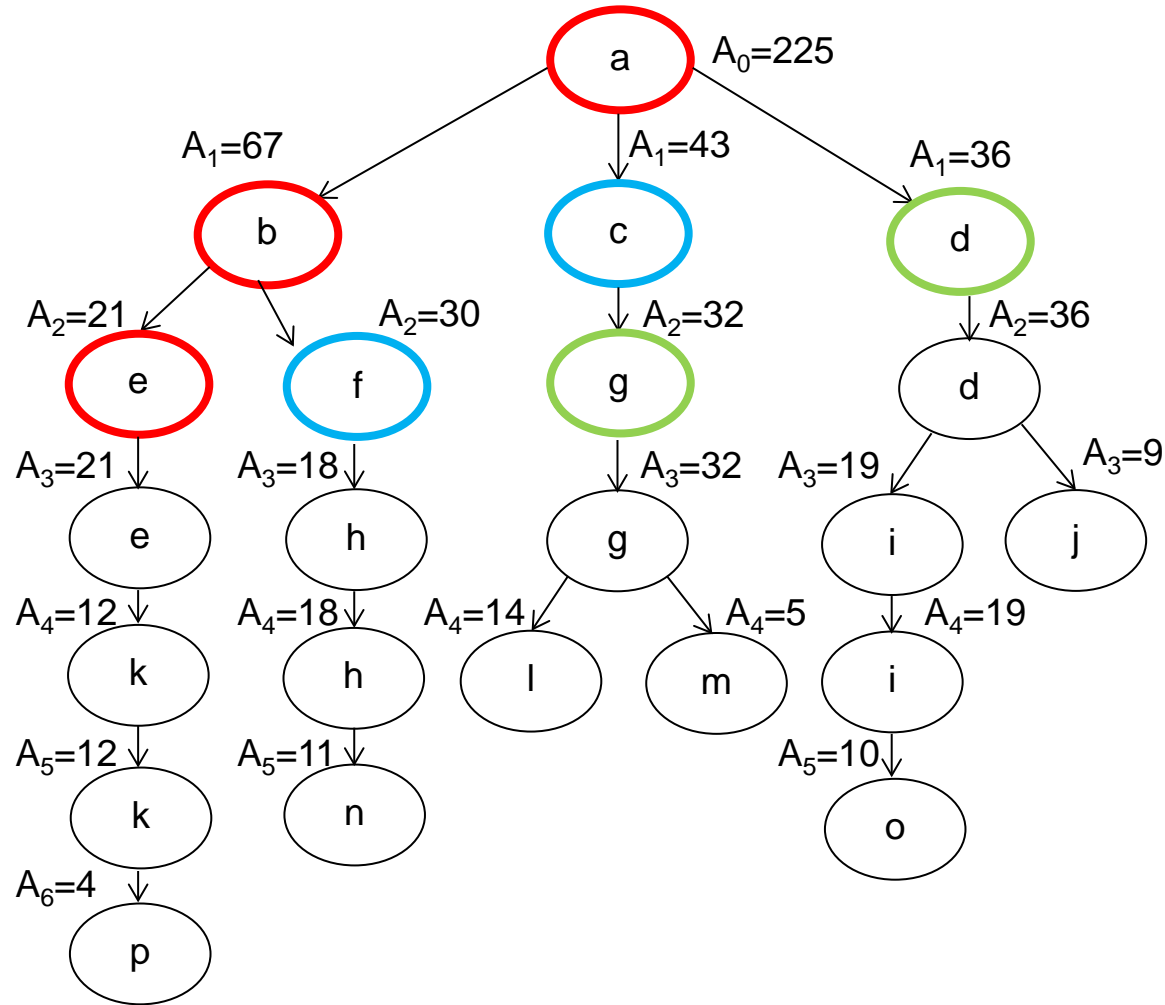 a
A₀=225
A₁=67
A₁=43
A₁=36
b
c
d
A₂=21
A₂=30
A₂=32
A₂=36
e
f
g
d
A₃=21
A₃=18
A₃=32
A₃=19
A₃=9
e
h
g
i
j
A₄=12
A₄=18
A₄=14
A₄=5
A₄=19
k
h
l
m
i
A₅=12
A₅=11
A₅=10
k
n
o
A₆=4
p